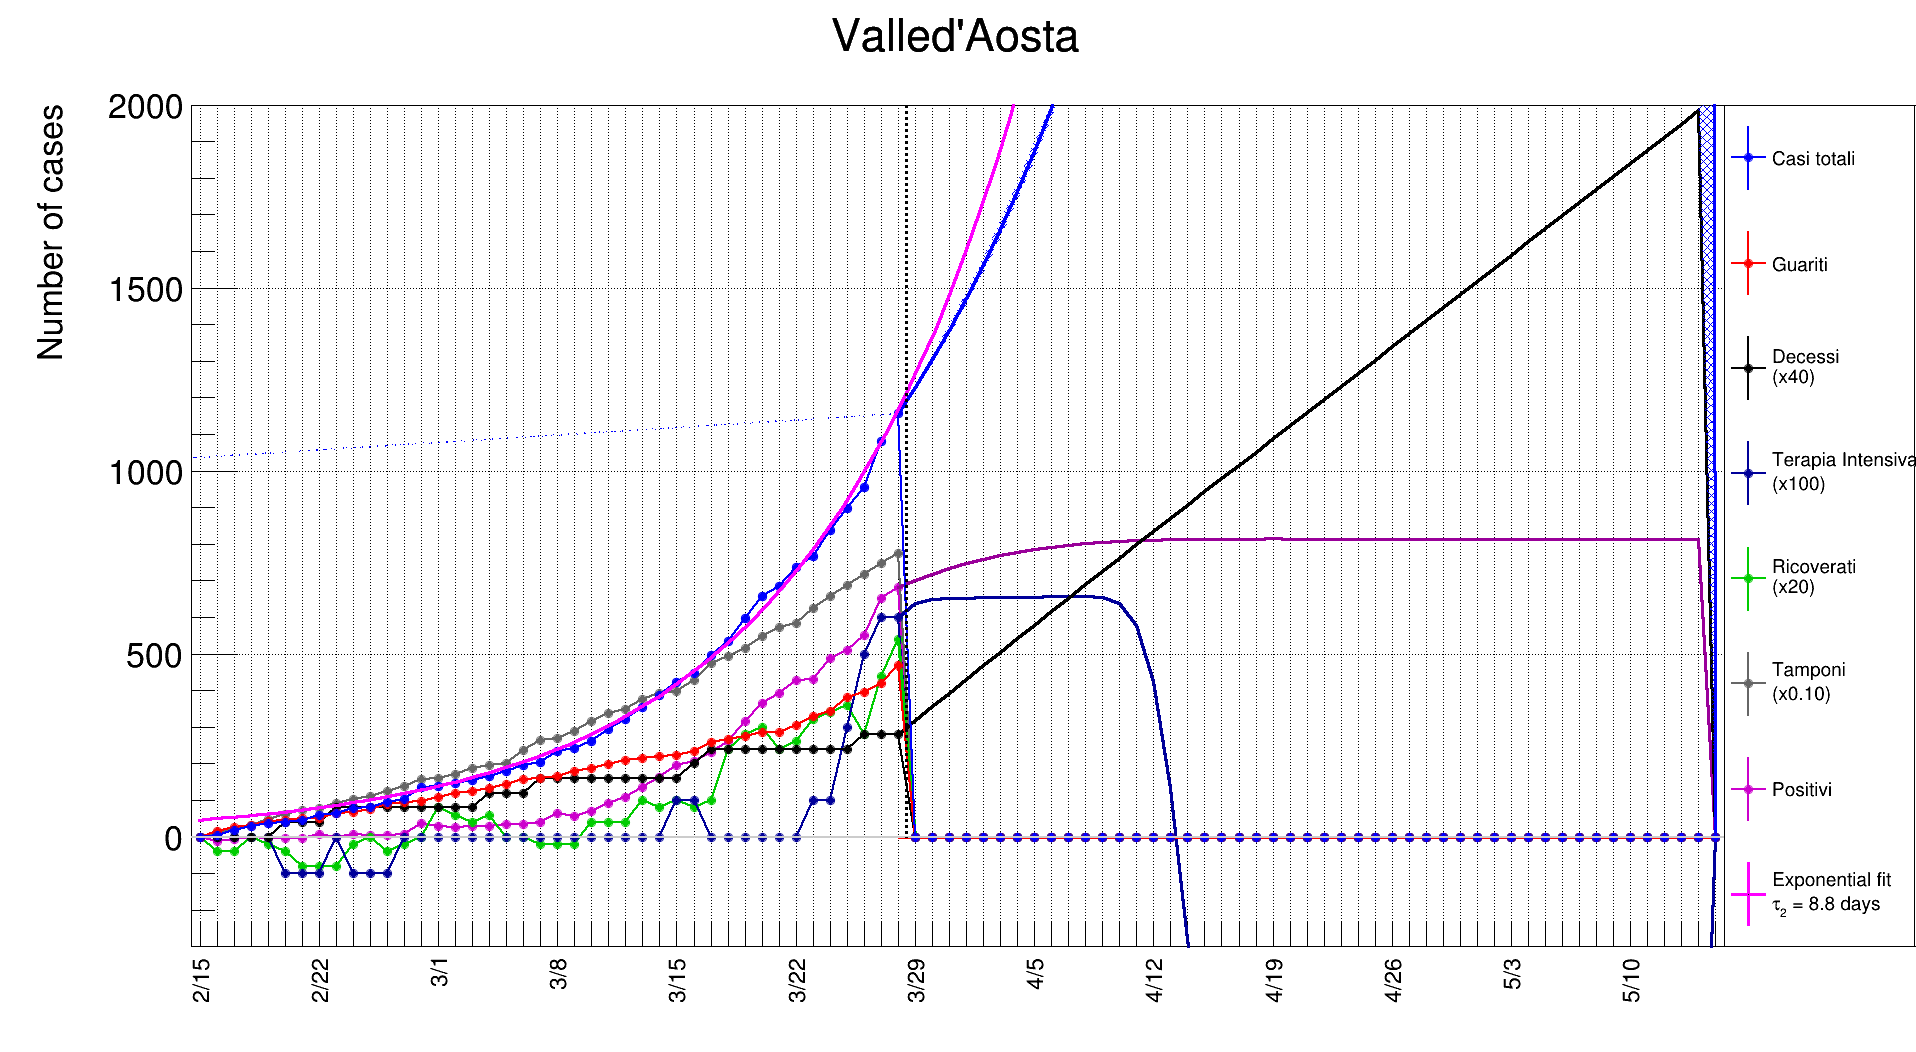 Valled'Aosta
Number of cases
2000
1500
1000
500
0
2/15
2/22
3/1
3/8
3/15
3/22
3/29
4/5
4/12
4/19
4/26
5/3
5/10
Casi totali
Guariti
Decessi
(x40)
Terapia Intensiva
(x100)
Ricoverati
(x20)
Tamponi
(x0.10)
Positivi
Exponential fit
τ₂ = 8.8 days